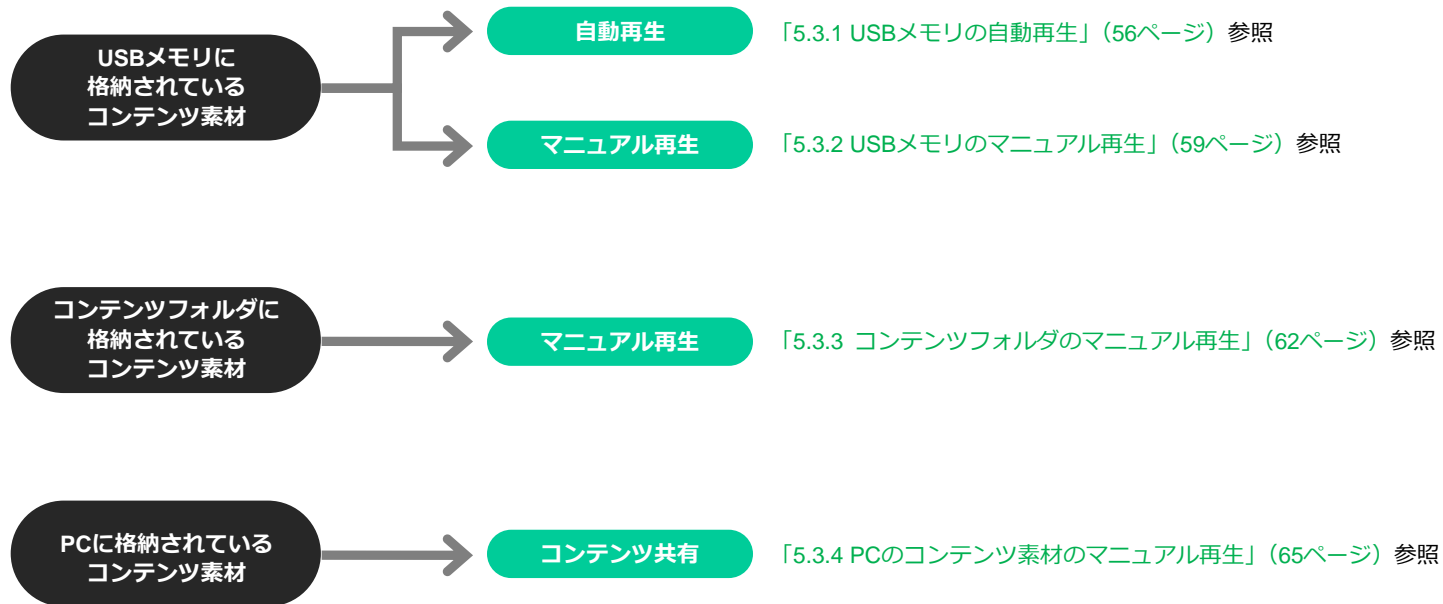 USBメモリに
格納されている
コンテンツ素材
自動再生
「5.3.1 USBメモリの自動再生」（56ページ）参照
マニュアル再生
「5.3.2 USBメモリのマニュアル再生」（59ページ）参照
コンテンツフォルダに
格納されている
コンテンツ素材
マニュアル再生
「5.3.3 コンテンツフォルダのマニュアル再生」（62ページ）参照
PCに格納されている
コンテンツ素材
コンテンツ共有
「5.3.4 PCのコンテンツ素材のマニュアル再生」（65ページ）参照